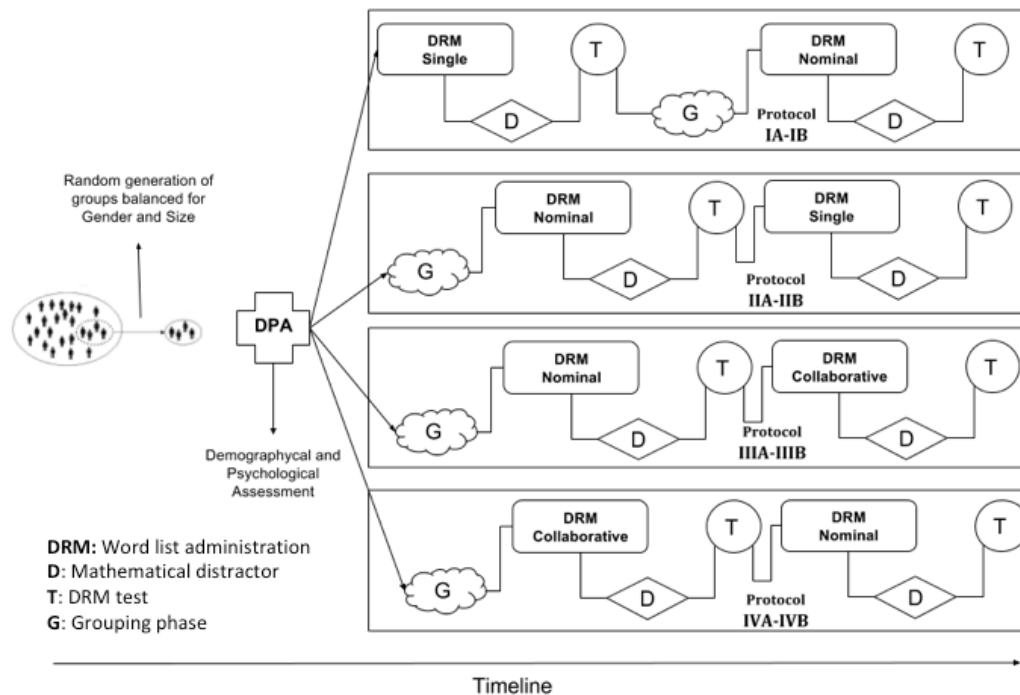 DRM
Single
T
DRM
Nominal
T
D
G
Protocol
IA-IB
D
Random generation of
groups balanced for
Gender and Size
DRM
Nominal
T
DRM
Single
T
G
D
Protocol
IIA-IIB
D
DPA
DRM
Nominal
T
DRM
Collaborative
T
G
D
Protocol
IIIA-IIIB
D
Demographycal and
Psychological
Assessment
DRM
Collaborative
T
DRM
Nominal
T
G
D
Protocol
IVA-IVB
D
DRM: Word list administration
D: Mathematical distractor
T: DRM test
G: Grouping phase
Timeline